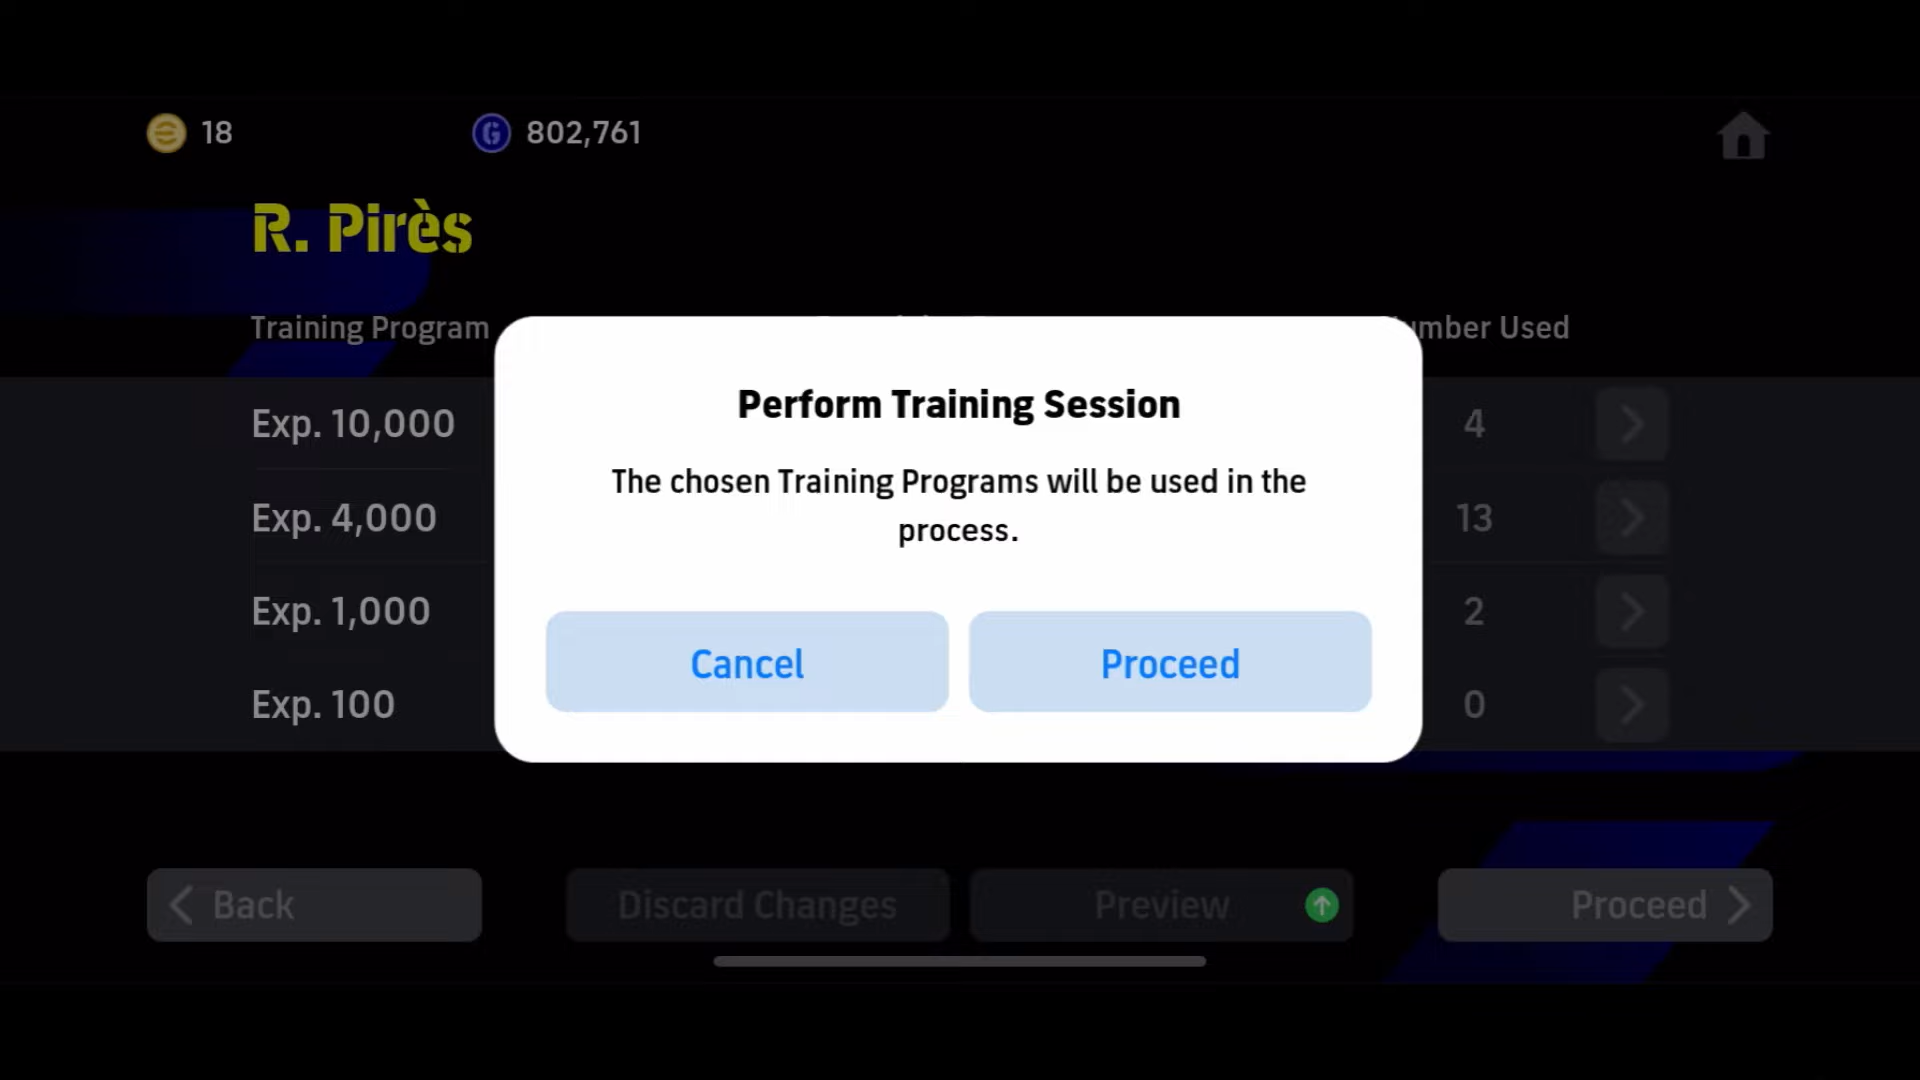 18
802,761
R. Pirès
Training Program
umber Used
Perform Training Session
The chosen Training Programs will be used in the
process.
Cancel
Proceed
Exp. 10,000
4
Exp. 4,000
13
Exp. 1,000
2
Exp. 100
0
Back
Discard Changes
Preview
Proceed